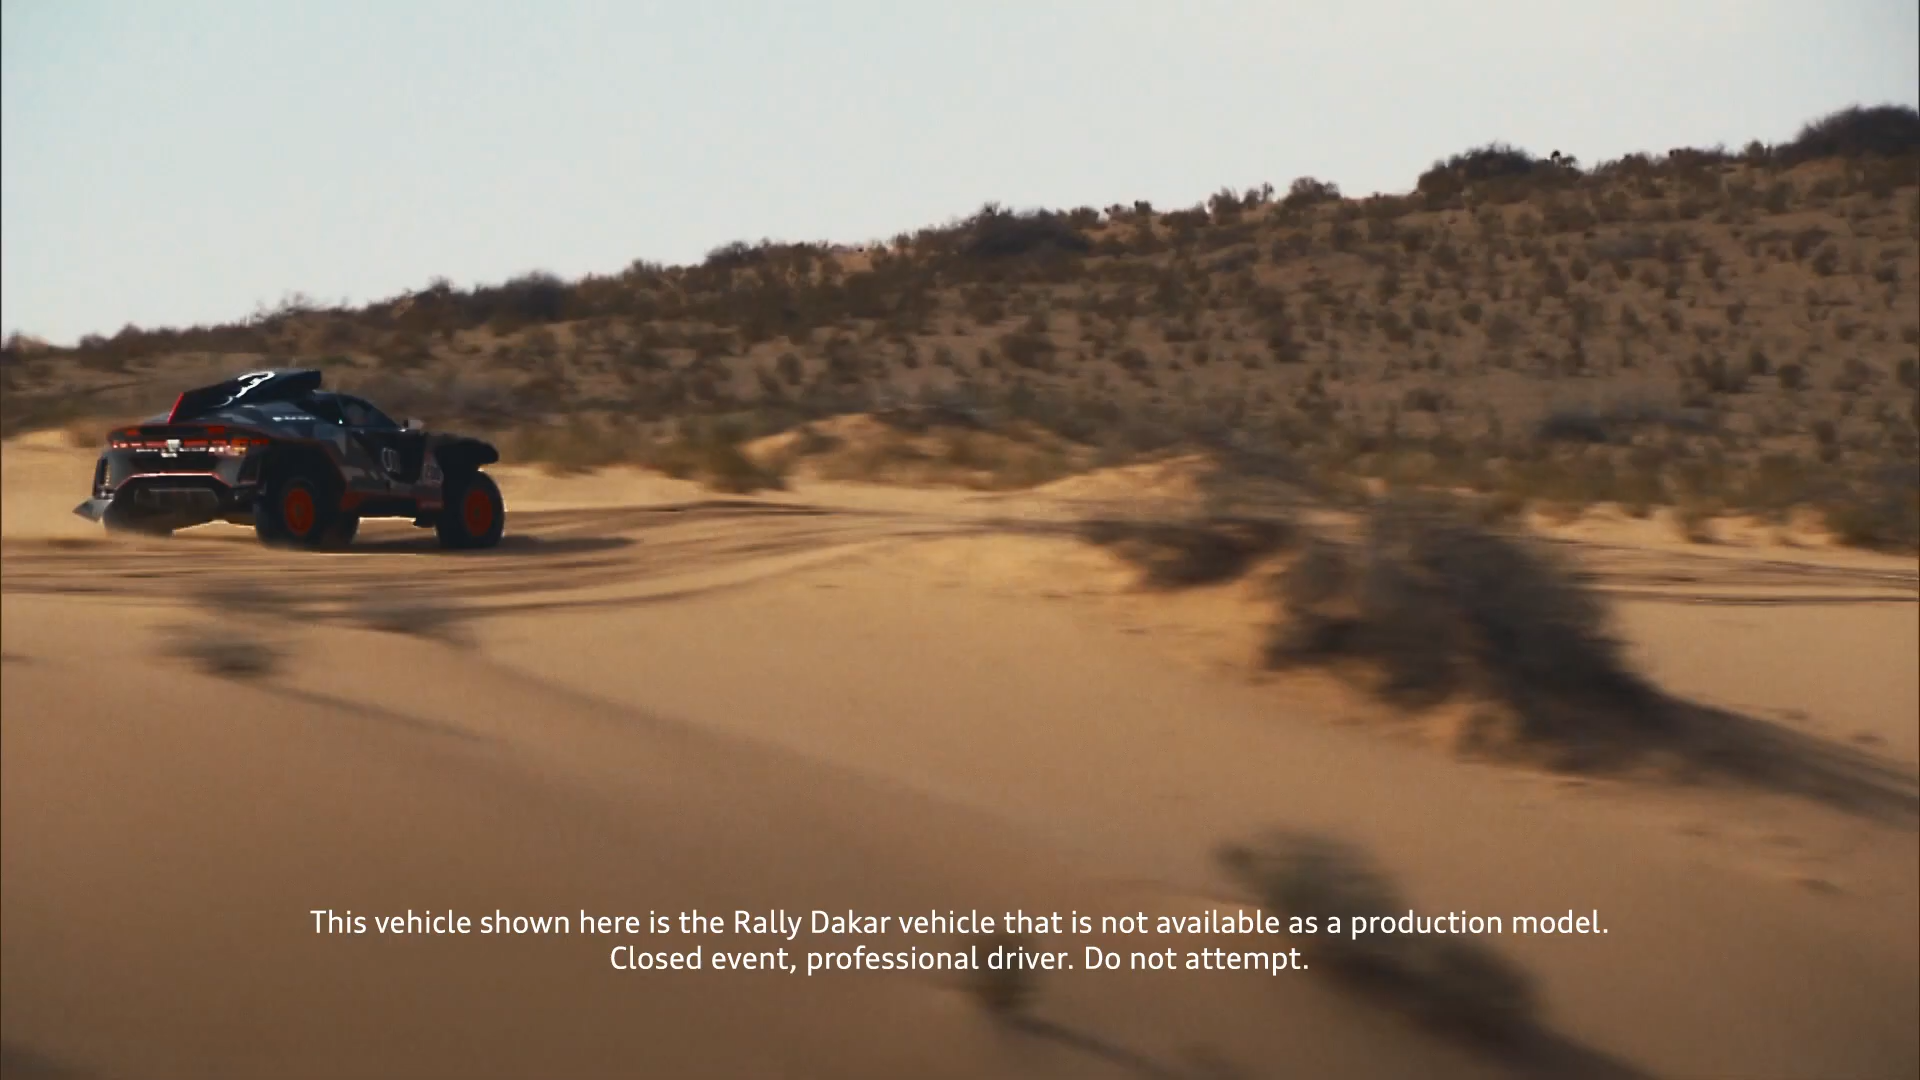 This vehicle shown here is the Rally Dakar vehicle that is not available as a production model.
Closed event, professional driver. Do not attempt.